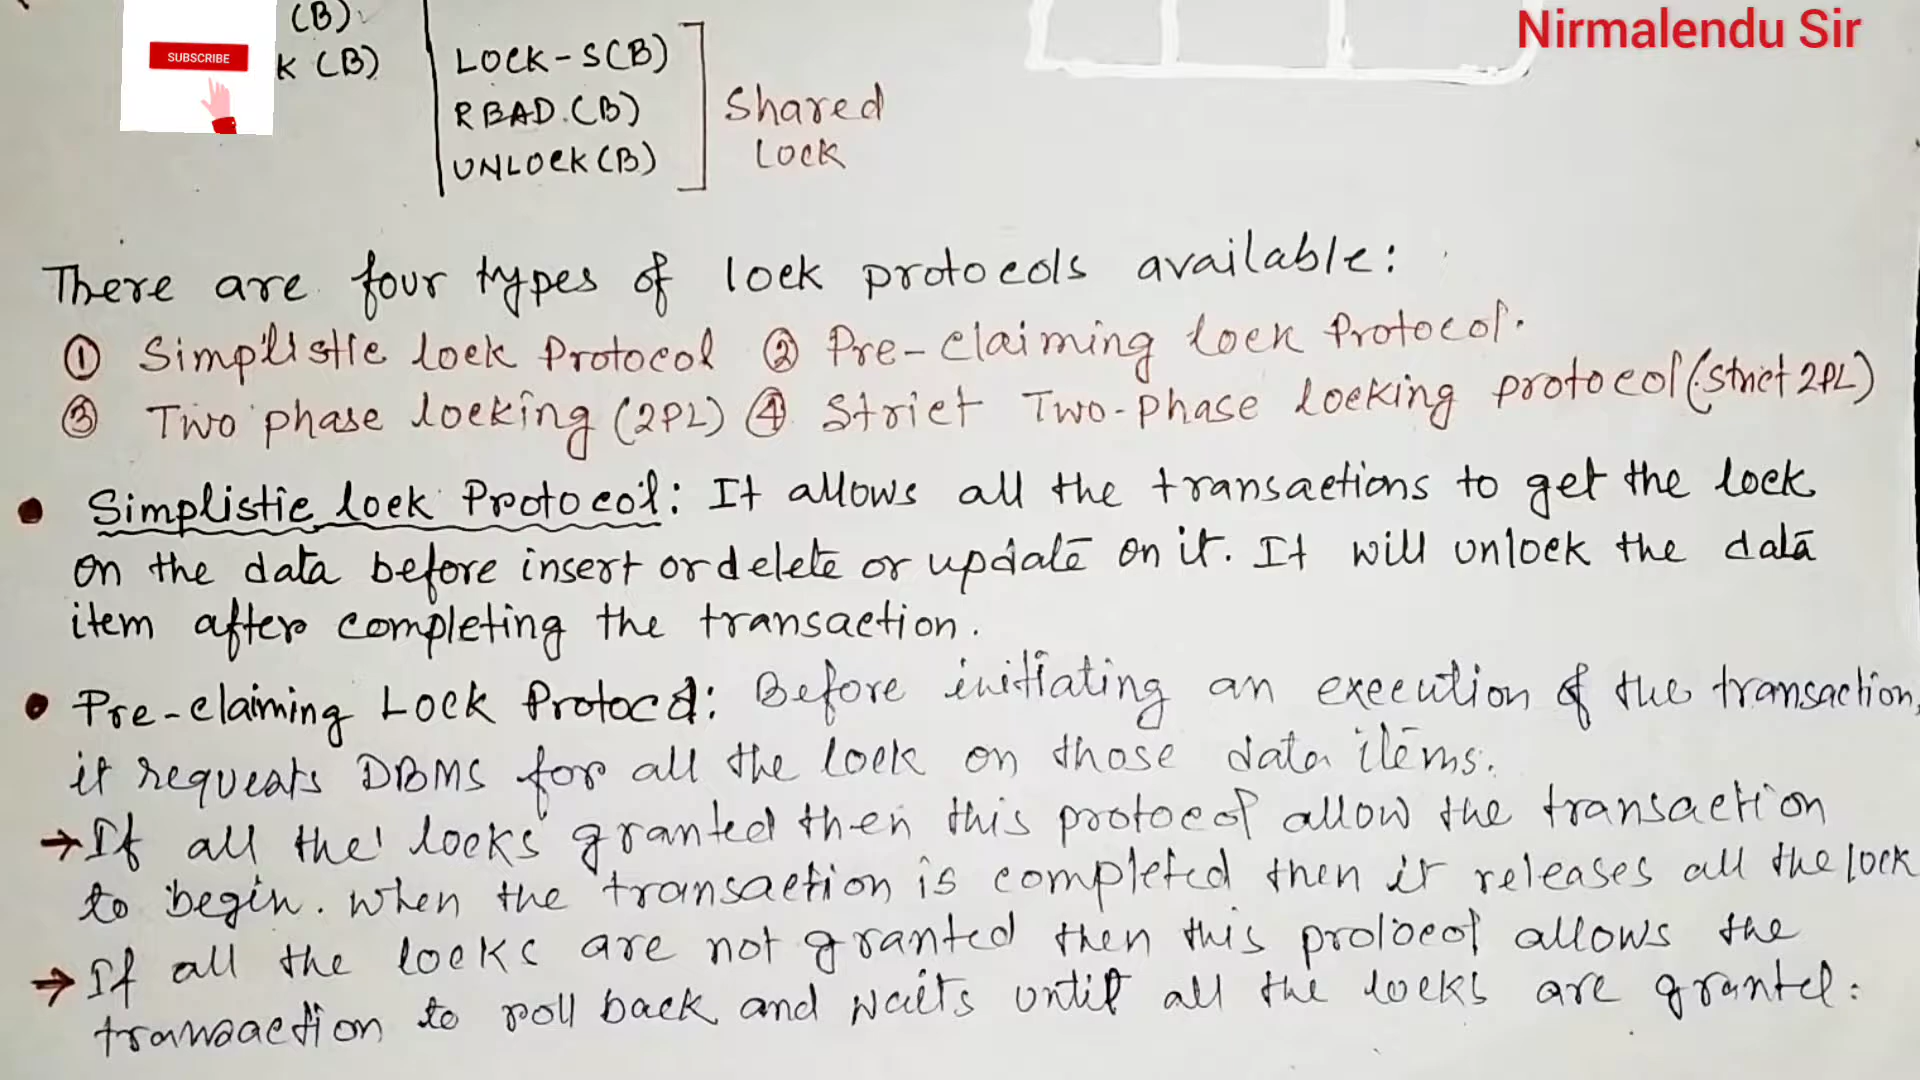 (B)
K (B)
SUBSCRIBE
LOCK-S(B)
READ.(B)
UNLOCK(B)
Shared
Lock
Nirmalendu Sir
There are four types of lock protocols available:
① Simplistic lock Protocol ② Pre-claiming lock Protocol.
③ Two phase locking (2PL) ④ Strict Two-phase locking protocol (strict 2PL)
• Simplistic lock Protocol: It allows all the transactions to get the lock
on the data before insert or delete or update on it. It will unlock the data
item after completing the transaction.
• Pre-claiming Lock Protocol: Before initiating an execution of the transaction,
it requests DBMS for all the lock on those data items.
→ If all the locks granted then this protocol allow the transaction
to begin. when the transaction is completed then it releases all the lock
→ If all the locks are not granted then this protocol allows the
transaction to roll back and waits until all the locks are granted.